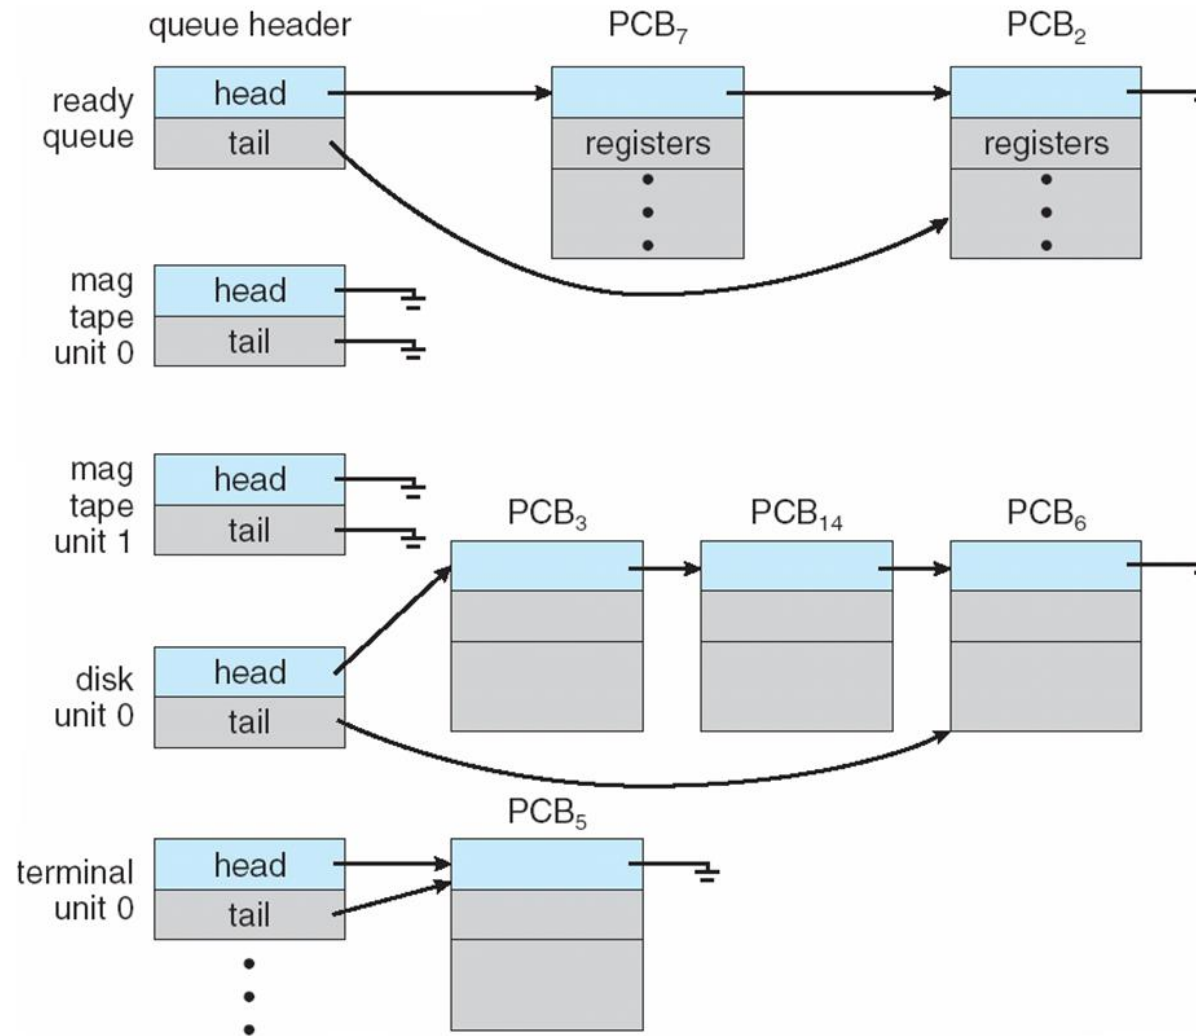 queue header
PCB₇
PCB₂
ready
queue
head
tail
registers
registers
mag
tape
unit 0
head
tail
mag
tape
unit 1
head
tail
PCB₃
PCB₁₄
PCB₆
disk
unit 0
head
tail
PCB₅
terminal
unit 0
head
tail